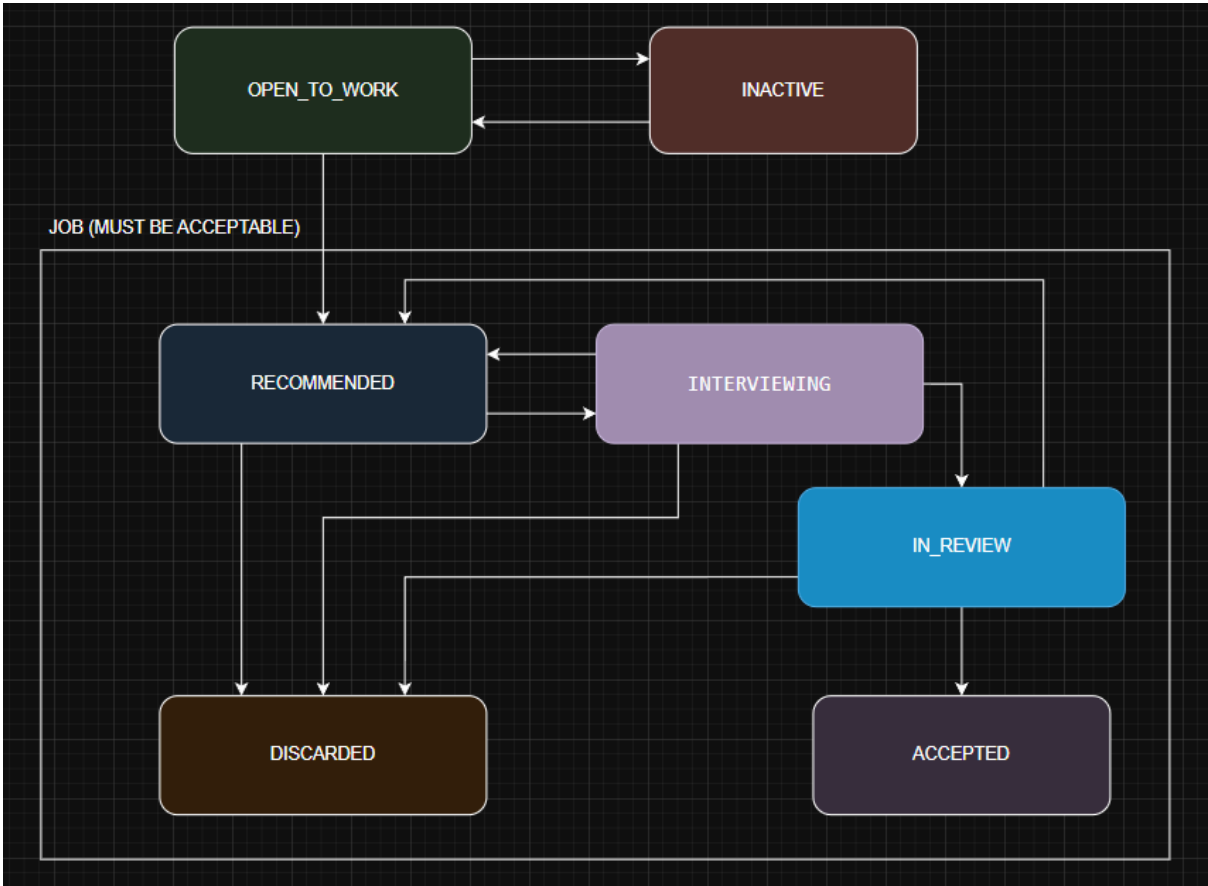 OPEN_TO_WORK
INACTIVE
JOB (MUST BE ACCEPTABLE)
RECOMMENDED
INTERVIEWING
IN_REVIEW
DISCARDED
ACCEPTED